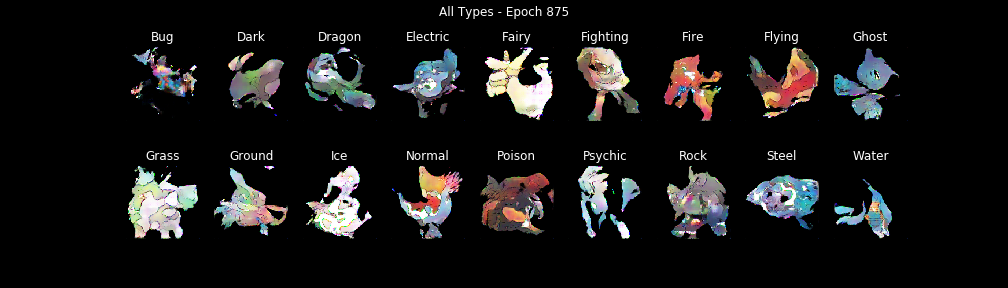 All Types - Epoch 875
Bug Dark Dragon Electric Fairy Fighting Fire Flying Ghost
Grass Ground Ice Normal Poison Psychic Rock Steel Water